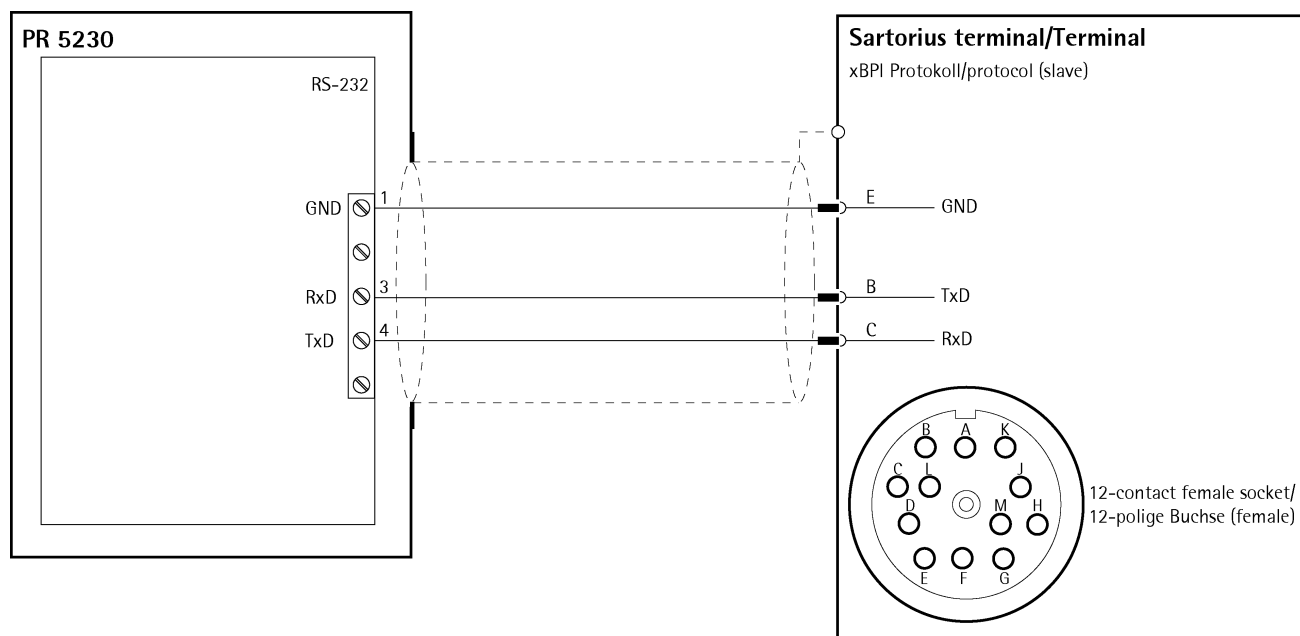 PR 5230
RS-232
GND
1
RxD
3
TxD
4
Sartorius terminal/Terminal
xBPI Protokoll/protocol (slave)
E
GND
B
TxD
C
RxD
B A K
C L J
D M H
E F G
12-contact female socket/
12-polige Buchse (female)